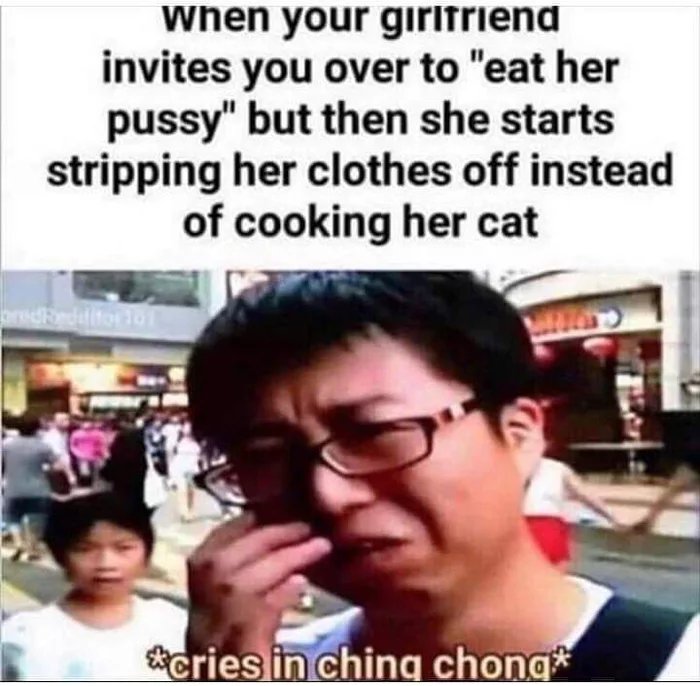 When your girlfriend
invites you over to "eat her
pussy" but then she starts
stripping her clothes off instead
of cooking her cat
*cries in ching chong*